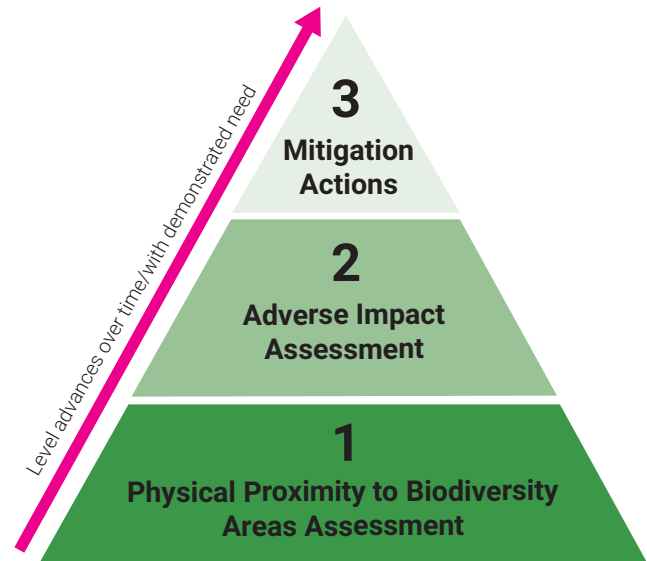 Level advances over time/with demonstrated need
3
Mitigation
Actions
2
Adverse Impact
Assessment
1
Physical Proximity to Biodiversity
Areas Assessment